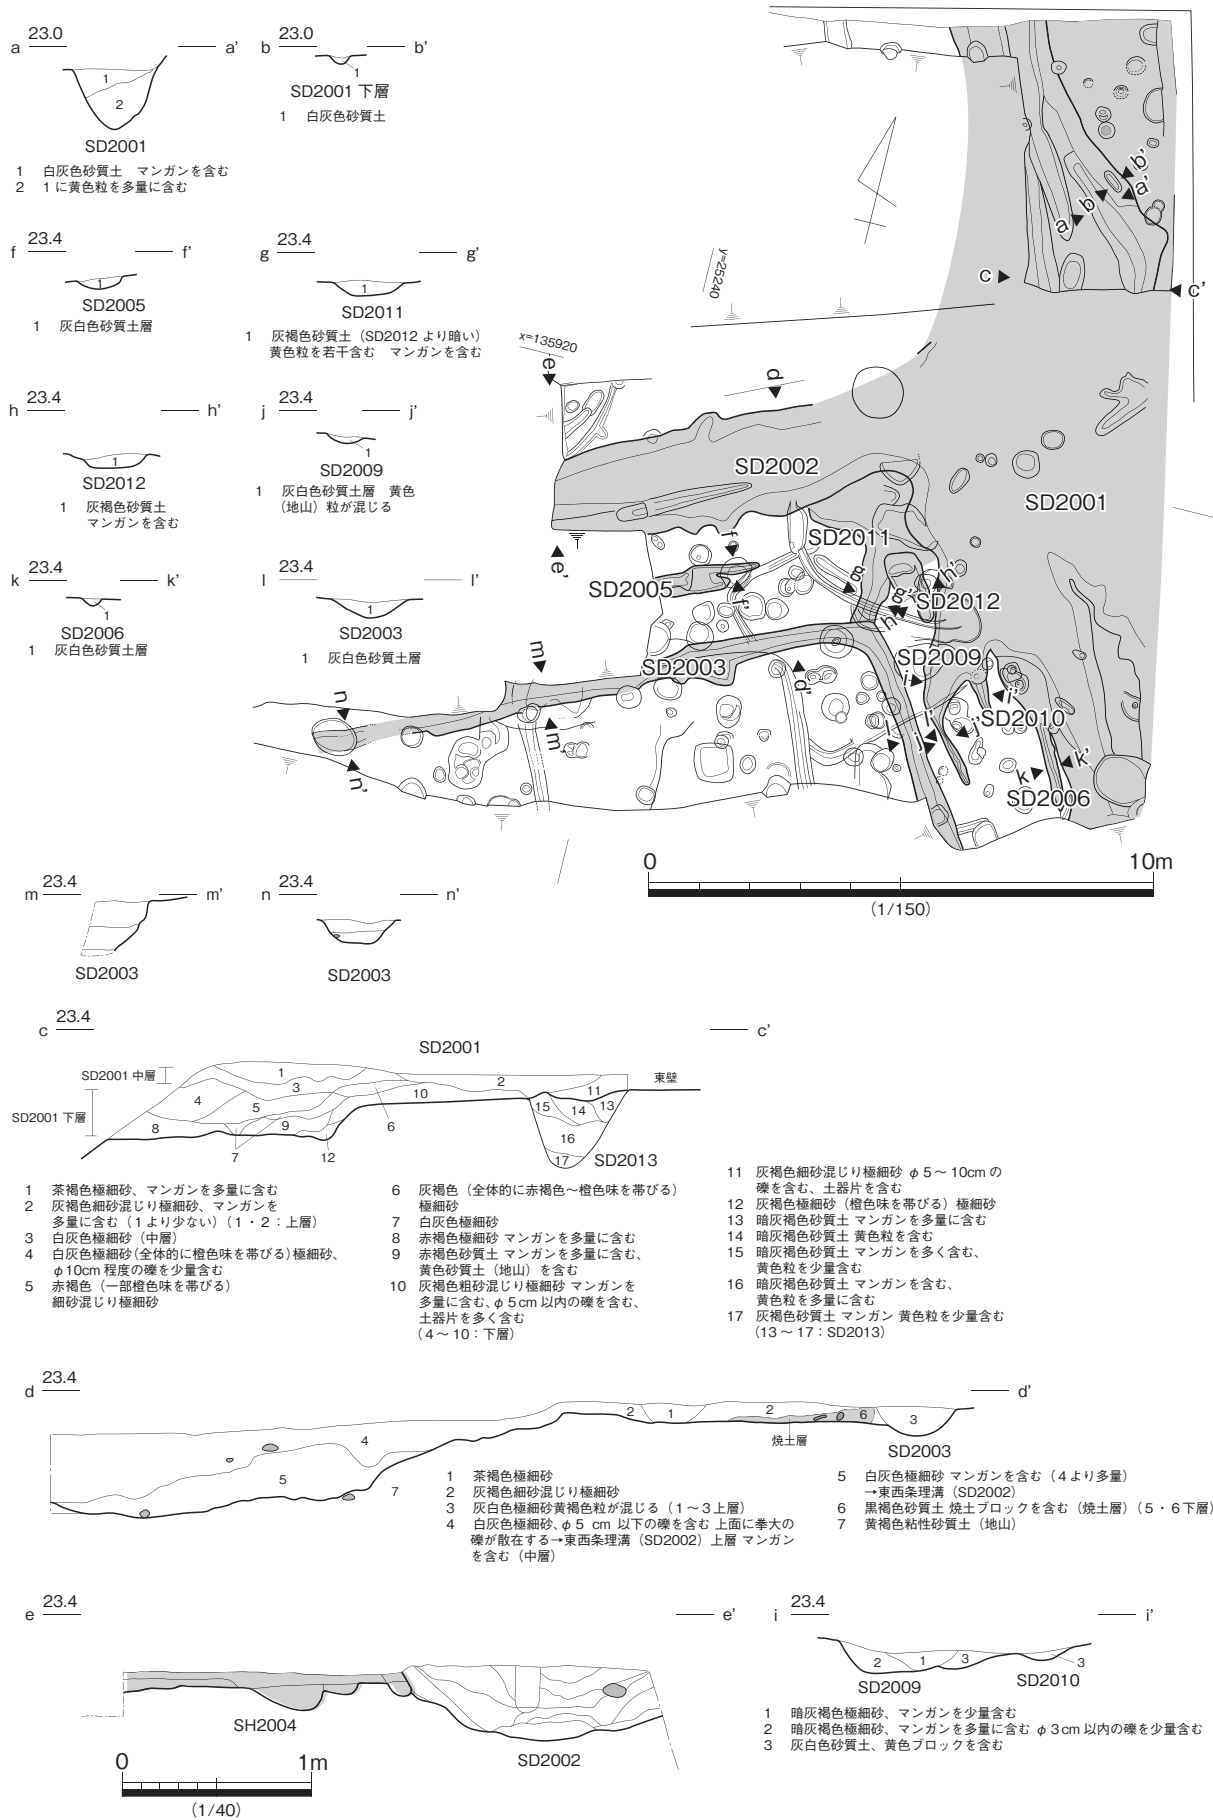 a 23.0 a'
1
2
SD2001
1 白灰色砂質土 マンガンを含む
2 1に黄色粒を多量に含む
b 23.0 b'
1
SD2001 下層
1 白灰色砂質土
f 23.4 f'
1
SD2005
1 灰白色砂質土層
g 23.4 g'
1
SD2011
1 灰褐色砂質土（SD2012 より暗い）
黄色粒を若干含む マンガンを含む
h 23.4 h'
1
SD2012
1 灰褐色砂質土
マンガンを含む
j 23.4 j'
1
SD2009
1 灰白色砂質土層 黄色
（地山）粒が混じる
k 23.4 k'
1
SD2006
1 灰白色砂質土層
l 23.4 l'
1
SD2003
1 灰白色砂質土層
y=25240
x=135920
a a'
b b'
c c'
d
e
SD2002
SD2001
f
SD2011
e'
SD2005
f'
g
g'
h'
SD2012
h
m
SD2003
SD2009
d'
i
i'
n
m'
l
l'
j
j'
SD2010
n'
k k'
SD2006
0 10m
(1/150)
m 23.4 m'
SD2003
n 23.4 n'
SD2003
c 23.4 c'
SD2001
SD2001 中層
SD2001 下層
東壁
1
2
3
4
5
6
7
8
9
10
11
12
13
14
15
16
17
SD2013
1 茶褐色極細砂、マンガンを多量に含む
2 灰褐色細砂混じり極細砂、マンガンを
多量に含む（1より少ない）（1・2：上層）
3 白灰色極細砂（中層）
4 白灰色極細砂（全体的に橙色味を帯びる）極細砂、
φ10cm 程度の礫を少量含む
5 赤褐色（一部橙色味を帯びる）
細砂混じり極細砂
6 灰褐色（全体的に赤褐色～橙色味を帯びる）
極細砂
7 白灰色極細砂
8 赤褐色極細砂 マンガンを多量に含む
9 赤褐色砂質土 マンガンを多量に含む、
黄色砂質土（地山）を含む
10 灰褐色粗砂混じり極細砂 マンガンを
多量に含む、φ5cm 以内の礫を含む、
土器片を多く含む
（4～10：下層）
11 灰褐色細砂混じり極細砂 φ5～10cm の
礫を含む、土器片を含む
12 灰褐色極細砂（橙色味を帯びる）極細砂
13 暗灰褐色砂質土 マンガンを多量に含む
14 暗灰褐色砂質土 黄色粒を含む
15 暗灰褐色砂質土 マンガンを多く含む、
黄色粒を少量含む
16 暗灰褐色砂質土 マンガンを含む、
黄色粒を多量に含む
17 灰褐色砂質土 マンガン 黄色粒を少量含む
（13～17：SD2013）
d 23.4 d'
4
5
7
2
1
2
6
3
焼土層
SD2003
1 茶褐色極細砂
2 灰褐色細砂混じり極細砂
3 灰白色極細砂黄褐色粒が混じる（1～3上層）
4 白灰色極細砂、φ5 cm 以下の礫を含む 上面に拳大の
礫が散在する→東西条理溝（SD2002）上層 マンガン
を含む（中層）
5 白灰色極細砂 マンガンを含む（4より多量）
→東西条理溝（SD2002）
6 黒褐色砂質土 焼土ブロックを含む（焼土層）（5・6下層）
7 黄褐色粘性砂質土（地山）
e 23.4 e'
SH2004
SD2002
0 1m
(1/40)
i 23.4 i'
2
1
3
3
SD2009
SD2010
1 暗灰褐色極細砂、マンガンを少量含む
2 暗灰褐色極細砂、マンガンを多量に含む φ3cm 以内の礫を少量含む
3 灰白色砂質土、黄色ブロックを含む